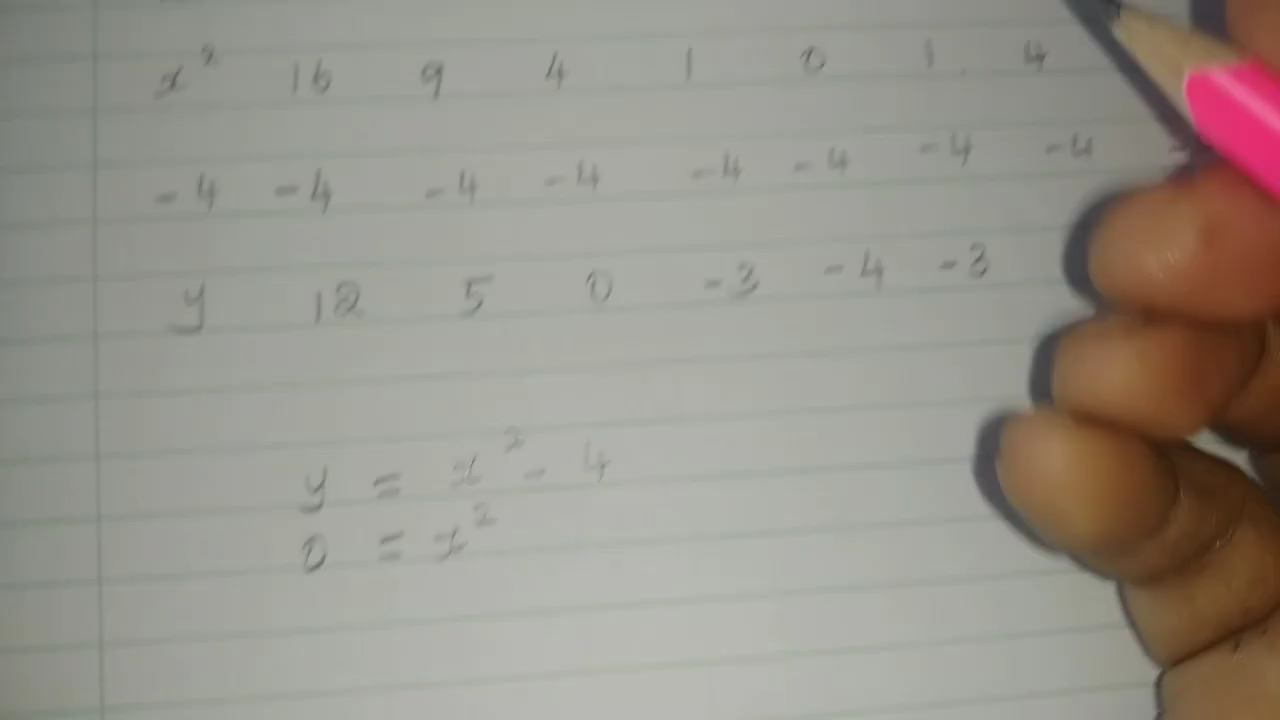 x² 16 9 4 1 0 1 4
-4 -4 -4 -4 -4 -4 -4 -4
y 12 5 0 -3 -4 -3
y = x² - 4
0 = x²